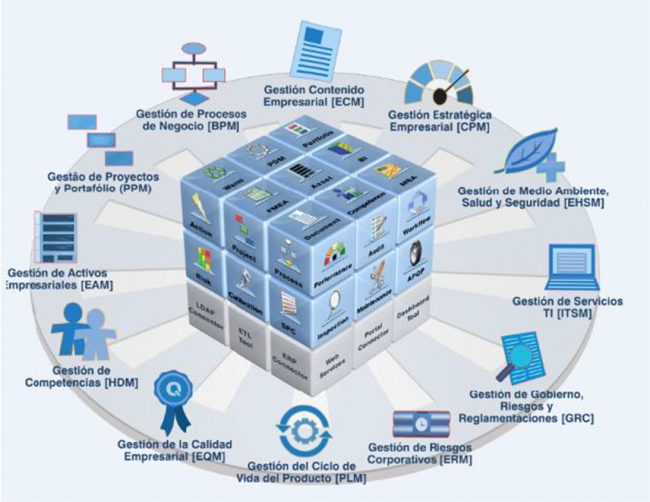 Gestión Contenido
Empresarial [ECM]
Gestión Estratégica
Empresarial [CPM]
Gestión de Procesos
de Negocio [BPM]
Gestão de Proyectos
y Portafólio (PPM)
Gestión de Medio Ambiente,
Salud y Seguridad [EHSM]
Gestión de Activos
Empresariales [EAM]
Gestión de Servicios
TI [ITSM]
Gestión de
Competencias [HDM]
Gestión de Gobierno,
Riesgos y
Reglamentaciones [GRC]
Gestión de la Calidad
Empresarial [EQM]
Gestión de Riesgos
Corporativos [ERM]
Gestión del Ciclo de
Vida del Producto [PLM]
Portfolio
PDM
BI
Asset
MSA
FMEA
Competence
Document
Action
Project
Process
Risk
Calibration
SPC
LDAP
Connector
ETL
Tool
ERP
Connector
Performance
Audit
Workflow
Inspection
Maintenance
APQP
Web
Services
Portal
Connector
Dashboard
Tool
Q